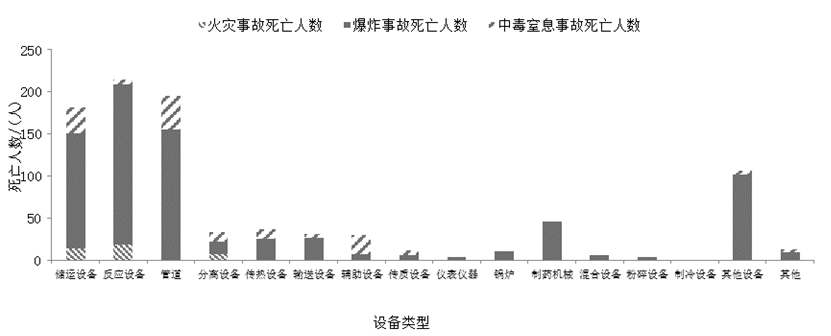 火灾事故死亡人数 爆炸事故死亡人数 中毒窒息事故死亡人数
死亡人数/(人)
250
200
150
100
50
0
储运设备 反应设备 管道 分离设备 传热设备 输送设备 辅助设备 传质设备 仪表仪器 锅炉 制药机械 混合设备 粉碎设备 制冷设备 其他设备 其他
设备类型